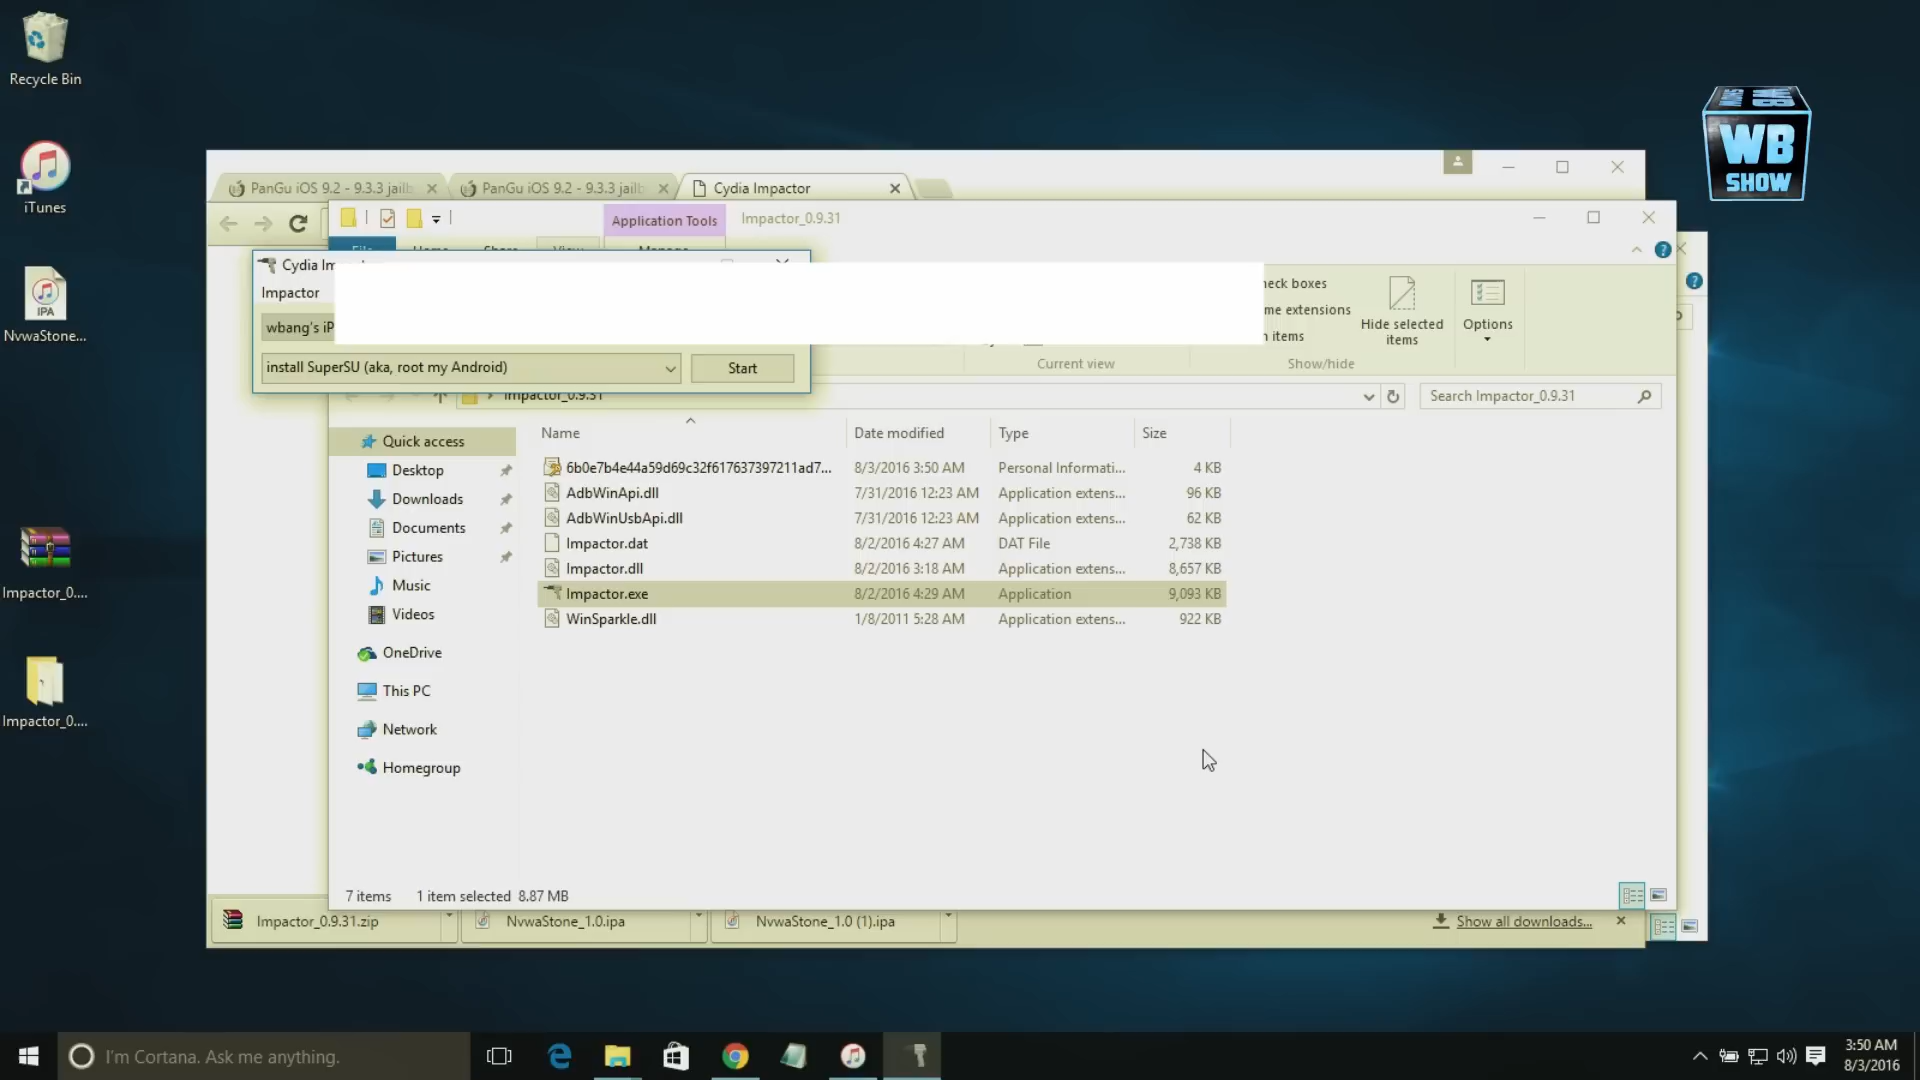 Recycle Bin
iTunes
IPA
NvwaStone...
Impactor_0....
Impactor_0....
WB
SHOW
WB
SHOW
PanGu iOS 9.2 - 9.3.3 jailb
PanGu iOS 9.2 - 9.3.3 jailb
Cydia Impactor
Application Tools
Impactor_0.9.31
File
Home
Share
View
Manage
Cydia Im
Impactor
wbang's iP
install SuperSU (aka, root my Android)
Start
heck boxes
me extensions
items
Hide selected
items
Options
Current view
Show/hide
Impactor_0.9.31
Search Impactor_0.9.31
Quick access
Desktop
Downloads
Documents
Pictures
Music
Videos
OneDrive
This PC
Network
Homegroup
Name Date modified Type Size
6b0e7b4e44a59d69c32f617637397211ad7... 8/3/2016 3:50 AM Personal Informati... 4 KB
AdbWinApi.dll 7/31/2016 12:23 AM Application extens... 96 KB
AdbWinUsbApi.dll 7/31/2016 12:23 AM Application extens... 62 KB
Impactor.dat 8/2/2016 4:27 AM DAT File 2,738 KB
Impactor.dll 8/2/2016 3:18 AM Application extens... 8,657 KB
Impactor.exe 8/2/2016 4:29 AM Application 9,093 KB
WinSparkle.dll 1/8/2011 5:28 AM Application extens... 922 KB
7 items 1 item selected 8.87 MB
Impactor_0.9.31.zip
NvwaStone_1.0.ipa
NvwaStone_1.0 (1).ipa
Show all downloads...
I'm Cortana. Ask me anything.
3:50 AM
8/3/2016